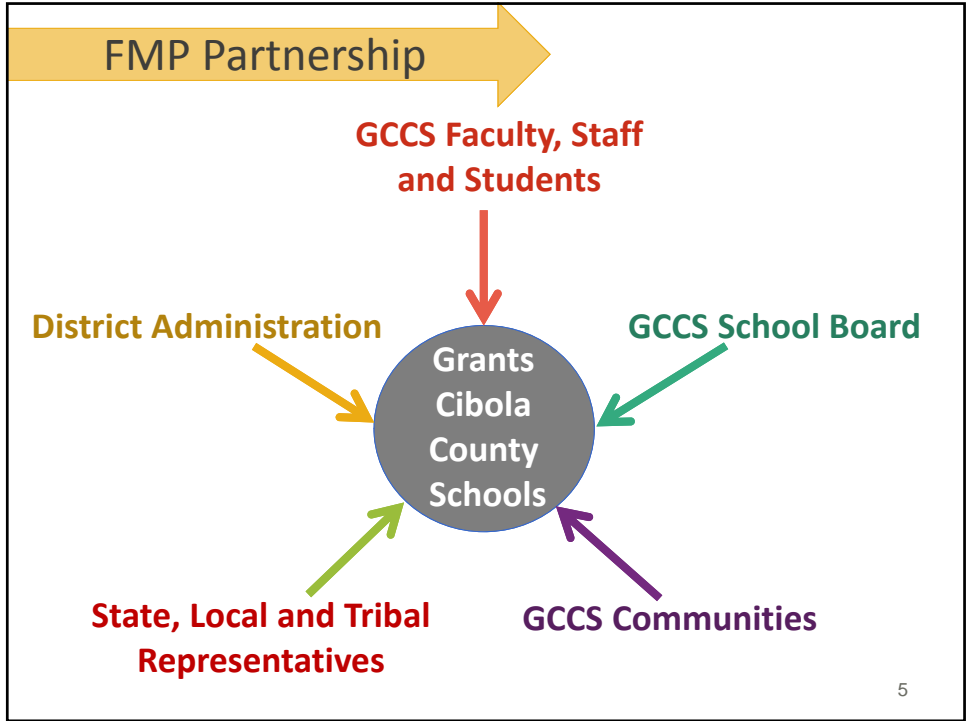 FMP Partnership
GCCS Faculty, Staff
and Students
District Administration
GCCS School Board
Grants
Cibola
County
Schools
State, Local and Tribal
Representatives
GCCS Communities
5